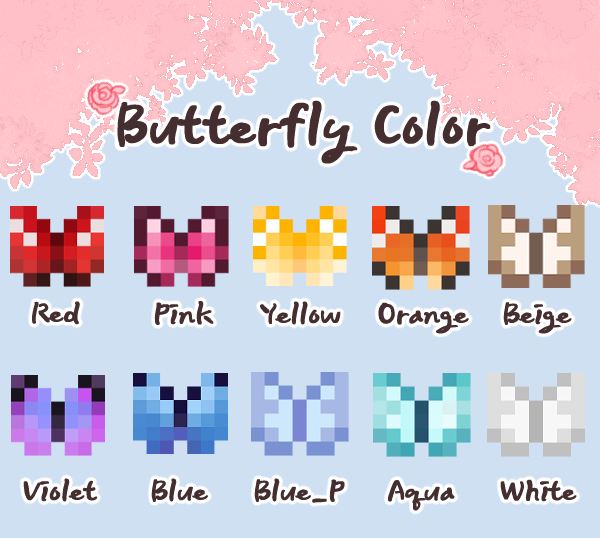 Butterfly Color
Red Pink Yellow Orange Beige
Violet Blue Blue_P Aqua White